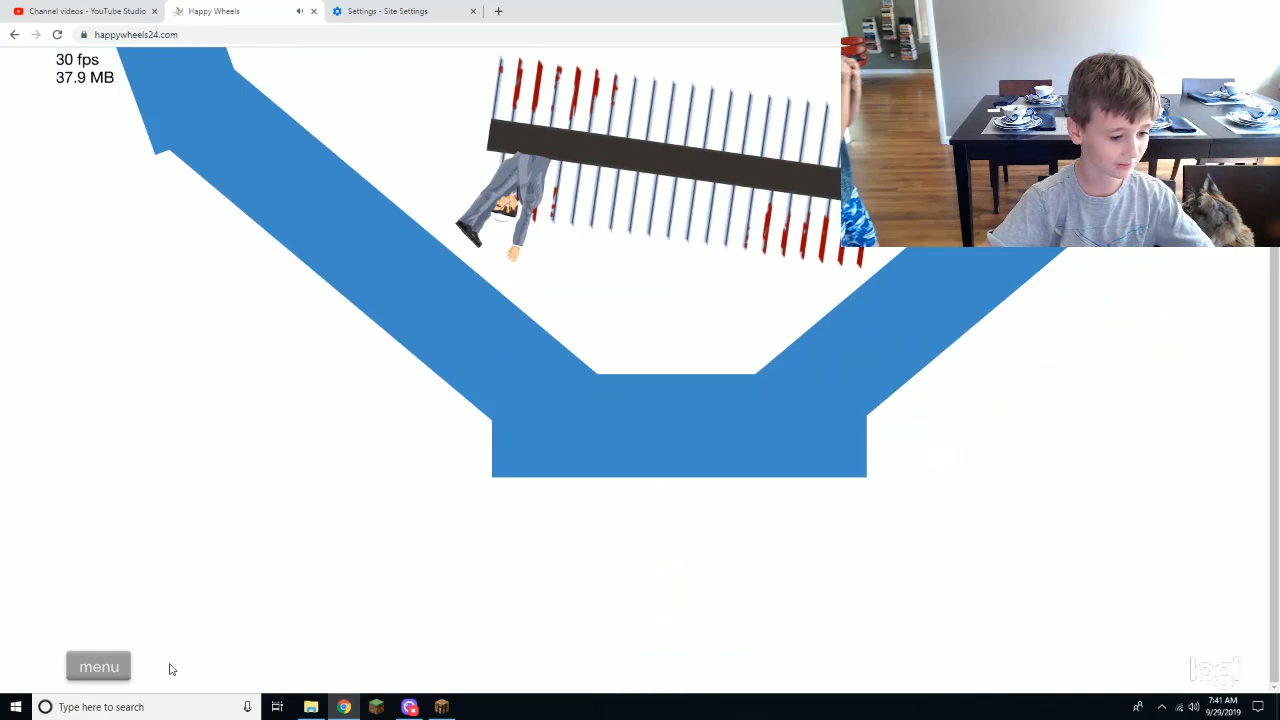 Channel videos - YouTube Studio
Happy Wheels
Settings - Site Settings
happywheels24.com
30 fps
37.9 MB
menu
logi
Type here to search
7:41 AM
9/29/2019